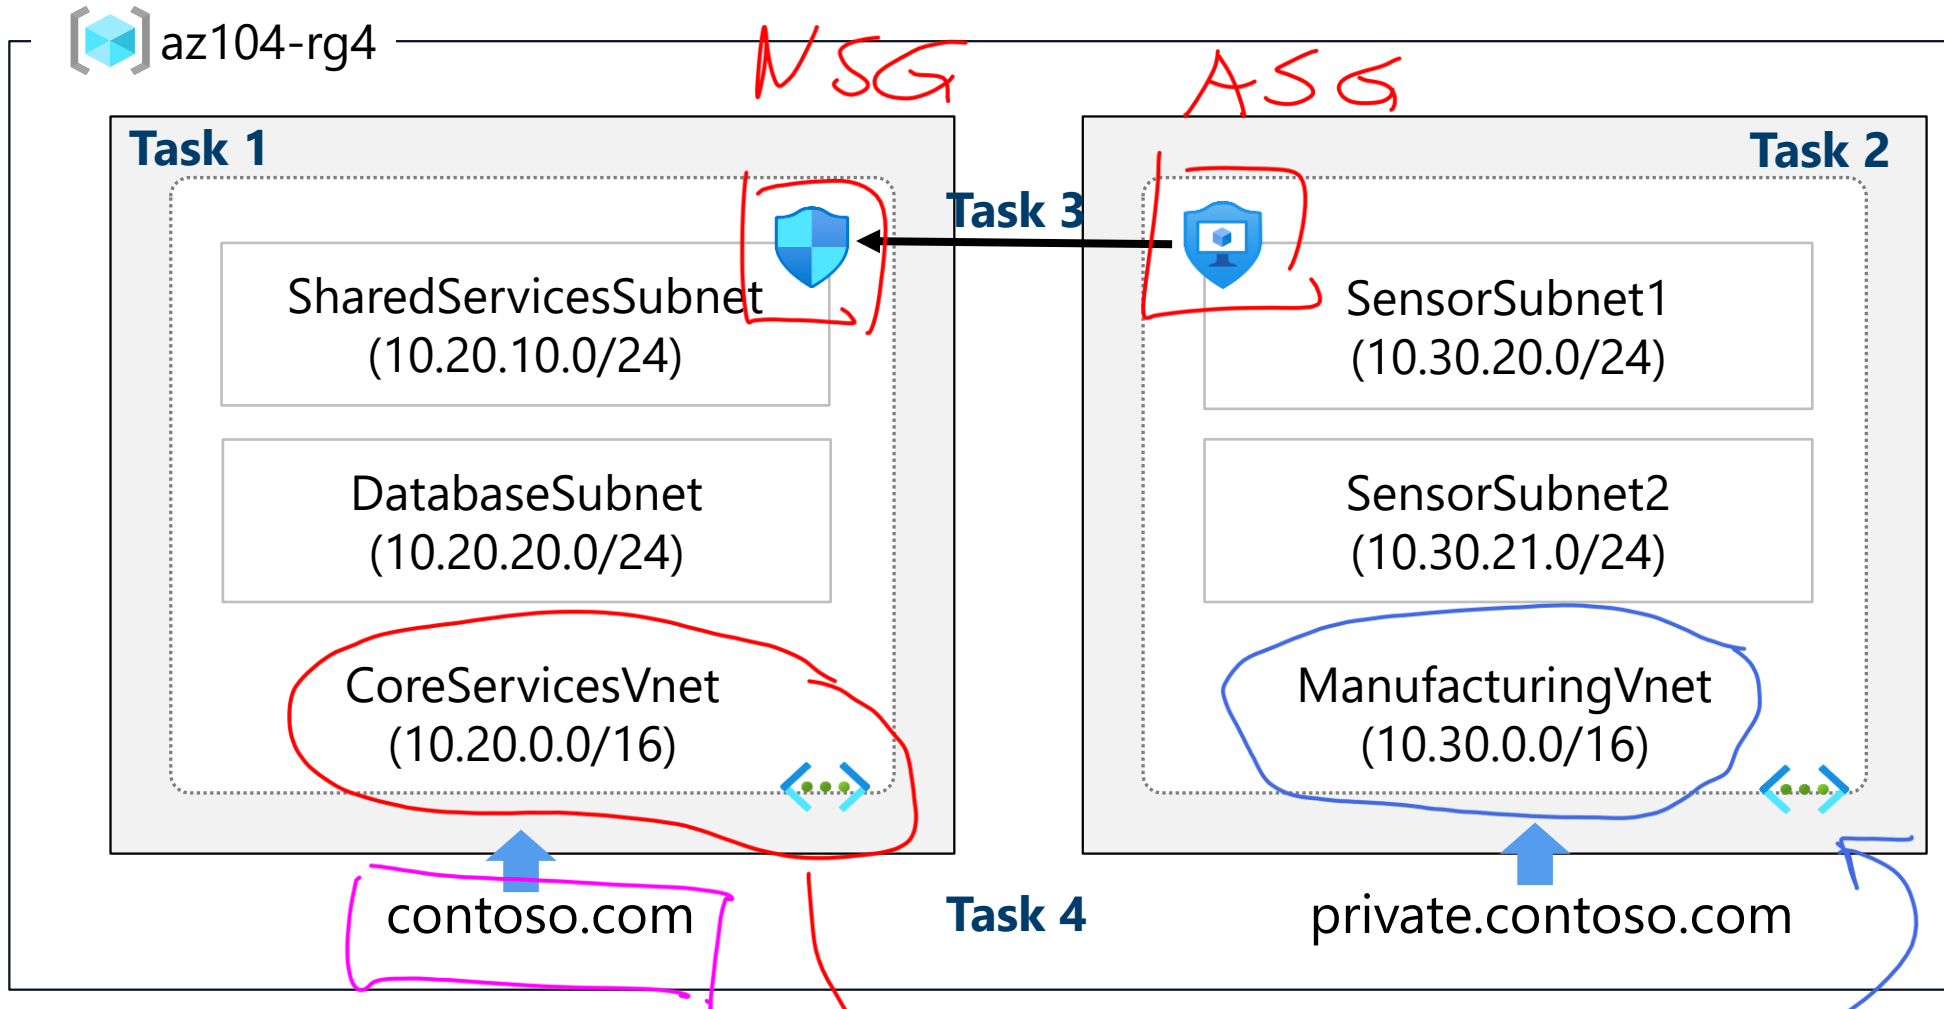 az104-rg4
NSG
ASG
Task 1
Task 2
Task 3
SharedServicesSubnet
(10.20.10.0/24)
DatabaseSubnet
(10.20.20.0/24)
CoreServicesVnet
(10.20.0.0/16)
SensorSubnet1
(10.30.20.0/24)
SensorSubnet2
(10.30.21.0/24)
ManufacturingVnet
(10.30.0.0/16)
contoso.com
Task 4
private.contoso.com